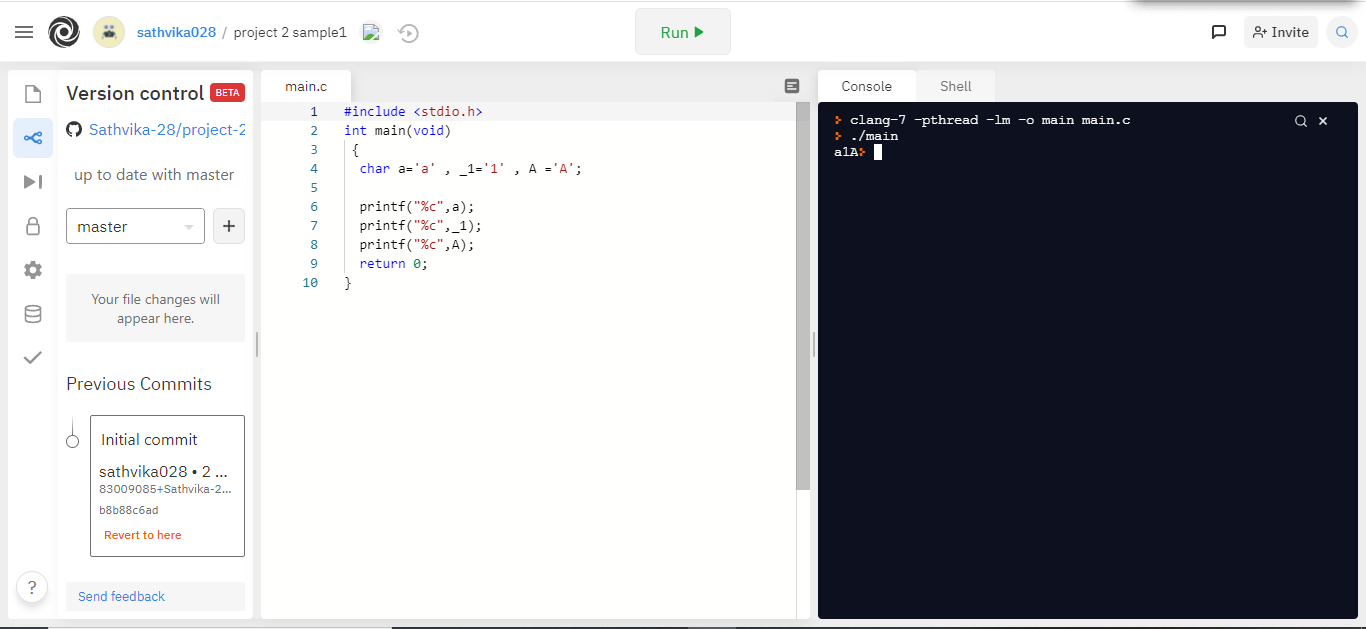 sathvika028 / project 2 sample1
Run
Invite
Version control BETA
Sathvika-28/project-2
up to date with master
master
+
Your file changes will
appear here.
Previous Commits
Initial commit
sathvika028 • 2 ...
83009085+Sathvika-2...
b8b88c6ad
Revert to here
?
Send feedback
main.c
1 #include <stdio.h>
2 int main(void)
3 {
4 char a='a' , _1='1' , A ='A';
5
6 printf("%c",a);
7 printf("%c",_1);
8 printf("%c",A);
9 return 0;
10 }
Console Shell
clang-7 -pthread -lm -o main main.c
./main
a1A